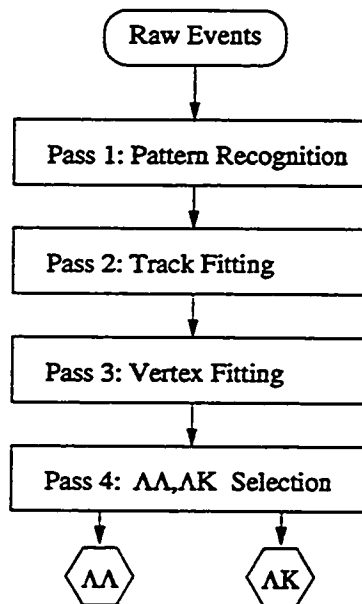 Raw Events
Pass 1: Pattern Recognition
Pass 2: Track Fitting
Pass 3: Vertex Fitting
Pass 4: ΛΛ,ΛK Selection
ΛΛ
ΛK